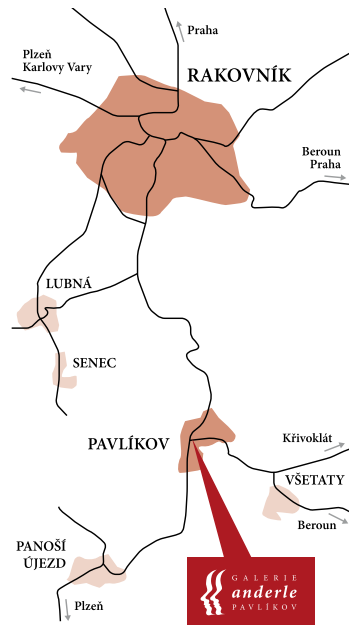 Praha
Plzeň
Karlovy Vary
RAKOVNÍK
Beroun
Praha
LUBNÁ
SENEC
PAVLÍKOV
Křivoklát
VŠETATY
Beroun
PANOŠÍ
ÚJEZD
Plzeň
GALERIE
anderle
PAVLÍKOV